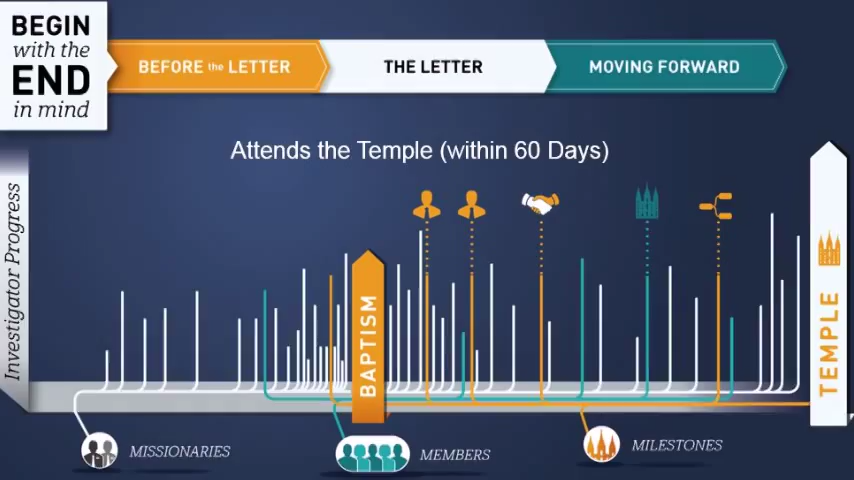 BEGIN
with the
END
in mind
BEFORE the LETTER
THE LETTER
MOVING FORWARD
Attends the Temple (within 60 Days)
Investigator Progress
BAPTISM
TEMPLE
MISSIONARIES
MEMBERS
MILESTONES